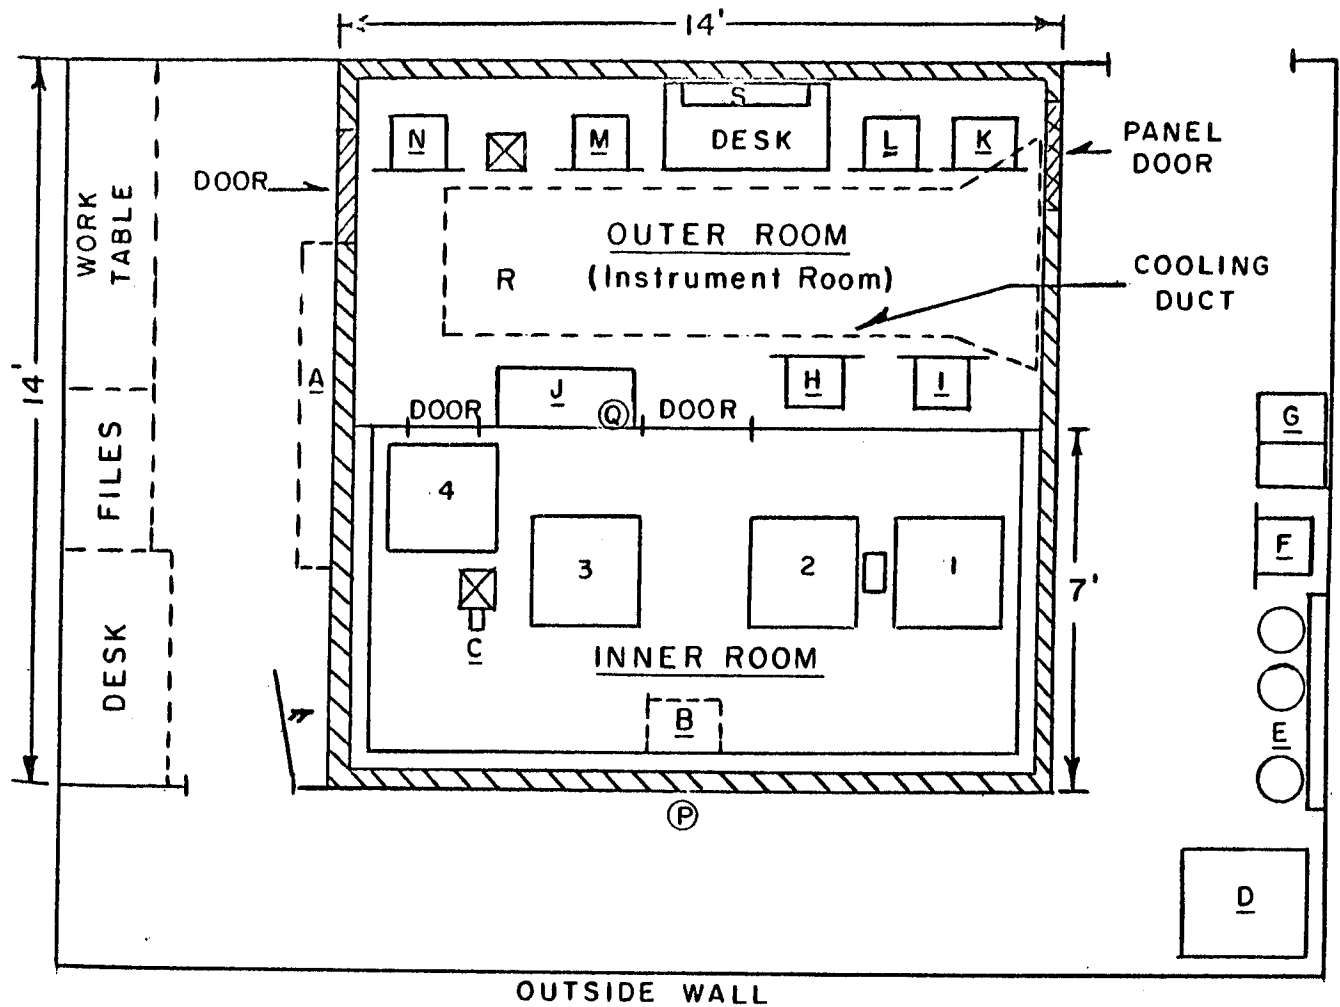 14'
S
N
M
DESK
L
K
PANEL
DOOR
DOOR
WORK
TABLE
OUTER ROOM
R
(Instrument Room)
COOLING
DUCT
14'
A
J
Q
H
I
DOOR
DOOR
G
FILES
4
3
2
1
F
7'
C
INNER ROOM
DESK
B
E
P
D
OUTSIDE WALL